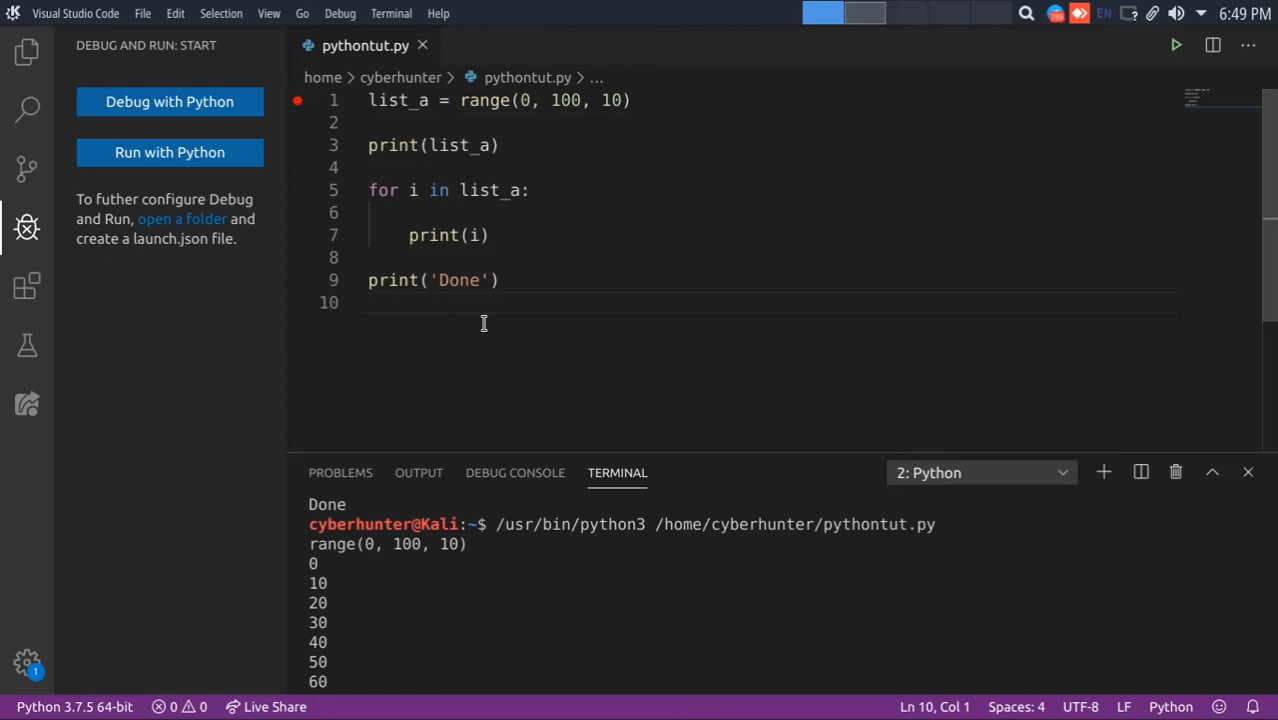 Visual Studio Code File Edit Selection View Go Debug Terminal Help EN 6:49 PM
DEBUG AND RUN: START
pythontut.py
Debug with Python
Run with Python
To futher configure Debug
and Run, open a folder and
create a launch.json file.
home > cyberhunter > pythontut.py > ...
1 list_a = range(0, 100, 10)
2
3 print(list_a)
4
5 for i in list_a:
6
7 print(i)
8
9 print('Done')
10
PROBLEMS OUTPUT DEBUG CONSOLE TERMINAL 2: Python
Done
cyberhunter@Kali:~$ /usr/bin/python3 /home/cyberhunter/pythontut.py
range(0, 100, 10)
0
10
20
30
40
50
60
1
Python 3.7.5 64-bit 0 0 Live Share Ln 10, Col 1 Spaces: 4 UTF-8 LF Python